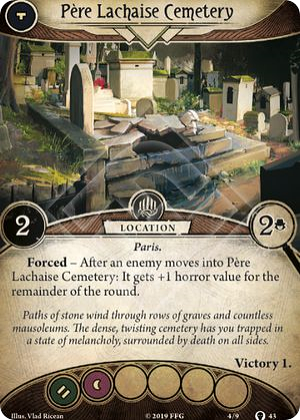 Père Lachaise Cemetery
2
LOCATION
2
Paris.
Forced – After an enemy moves into Père
Lachaise Cemetery: It gets +1 horror value for the
remainder of the round.
Paths of stone wind through rows of graves and countless
mausoleums. The dense, twisting cemetery has you trapped in
a state of melancholy, surrounded by death on all sides.
Victory 1.
Illus. Vlad Ricean
© 2019 FFG
4/9
43